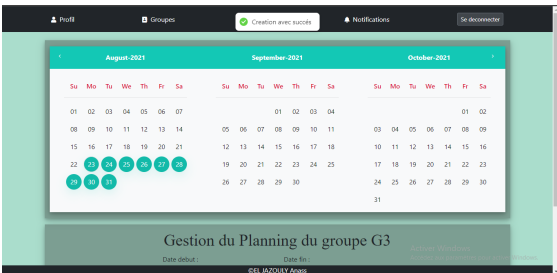 Profil Groupes Creation avec succés Notifications Se deconnecter
‹ August-2021 September-2021 October-2021 ›
Su Mo Tu We Th Fr Sa Su Mo Tu We Th Fr Sa Su Mo Tu We Th Fr Sa
01 02 03 04 05 06 07 01 02 03 04 01 02
08 09 10 11 12 13 14 05 06 07 08 09 10 11 03 04 05 06 07 08 09
15 16 17 18 19 20 21 12 13 14 15 16 17 18 10 11 12 13 14 15 16
22 23 24 25 26 27 28 19 20 21 22 23 24 25 17 18 19 20 21 22 23
29 30 31 26 27 28 29 30 24 25 26 27 28 29 30
31
Gestion du Planning du groupe G3
Activer Windows
Date debut : Date fin :
©EL JAZOULY Anass